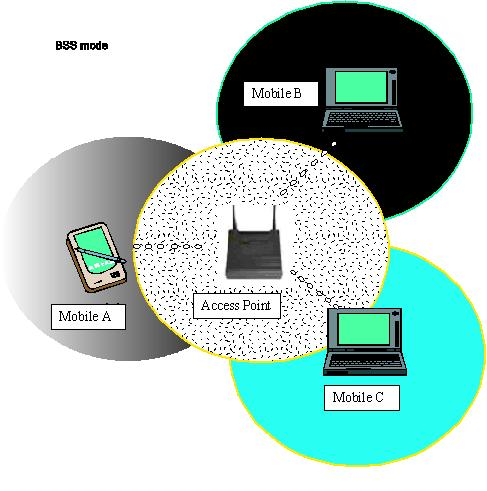 BSS mode
Mobile B
Mobile A
Access Point
Mobile C